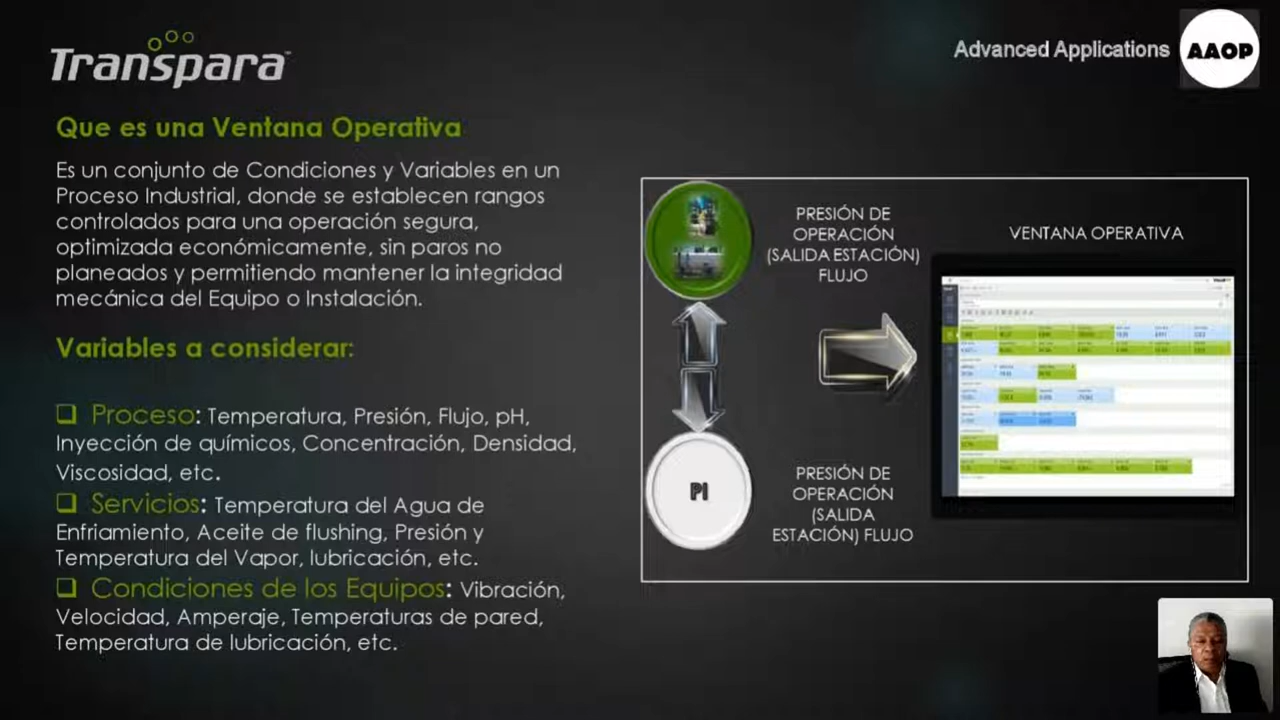 Transpara
Advanced Applications
AAOP
Que es una Ventana Operativa
Es un conjunto de Condiciones y Variables en un
Proceso Industrial, donde se establecen rangos
controlados para una operación segura,
optimizada económicamente, sin paros no
planeados y permitiendo mantener la integridad
mecánica del Equipo o Instalación.
Variables a considerar:
Proceso: Temperatura, Presión, Flujo, pH,
Inyección de químicos, Concentración, Densidad,
Viscosidad, etc.
Servicios: Temperatura del Agua de
Enfriamiento, Aceite de flushing, Presión y
Temperatura del Vapor, lubricación, etc.
Condiciones de los Equipos: Vibración,
Velocidad, Amperaje, Temperaturas de pared,
Temperatura de lubricación, etc.
PRESIÓN DE
OPERACIÓN
(SALIDA ESTACIÓN)
FLUJO
VENTANA OPERATIVA
PI
PRESIÓN DE
OPERACIÓN
(SALIDA
ESTACIÓN) FLUJO